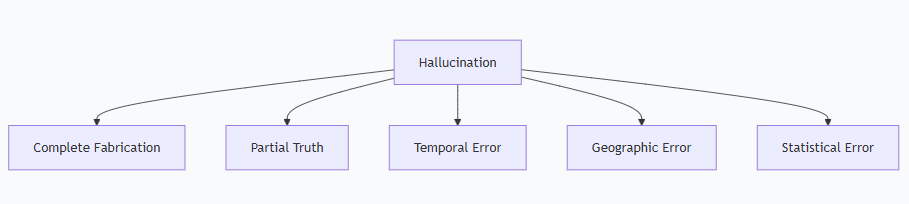 Hallucination
Complete Fabrication
Partial Truth
Temporal Error
Geographic Error
Statistical Error